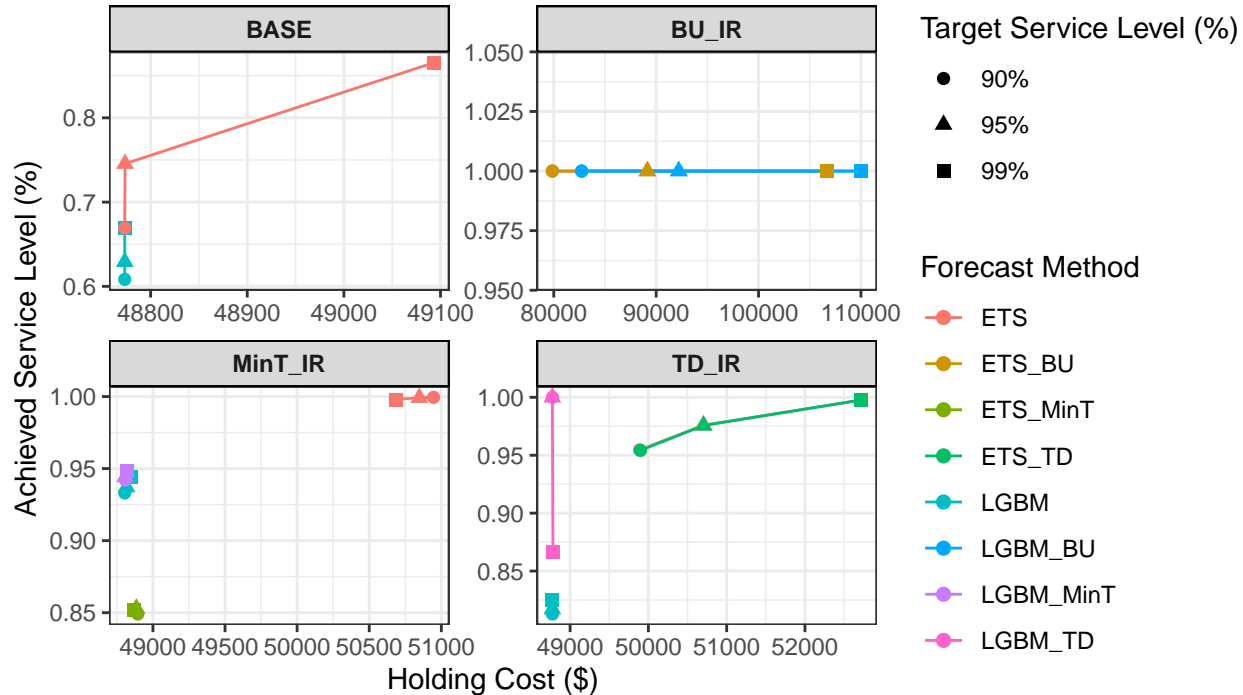 BASE
0.8
0.7
0.6
48800
48900
49000
49100
BU_IR
1.050
1.025
1.000
0.975
0.950
80000
90000
100000
110000
MinT_IR
1.00
0.95
0.90
0.85
49000
49500
50000
50500
51000
TD_IR
1.00
0.95
0.90
0.85
49000
50000
51000
52000
Achieved Service Level (%)
Holding Cost ($)
Target Service Level (%)
90%
95%
99%
Forecast Method
ETS
ETS_BU
ETS_MinT
ETS_TD
LGBM
LGBM_BU
LGBM_MinT
LGBM_TD